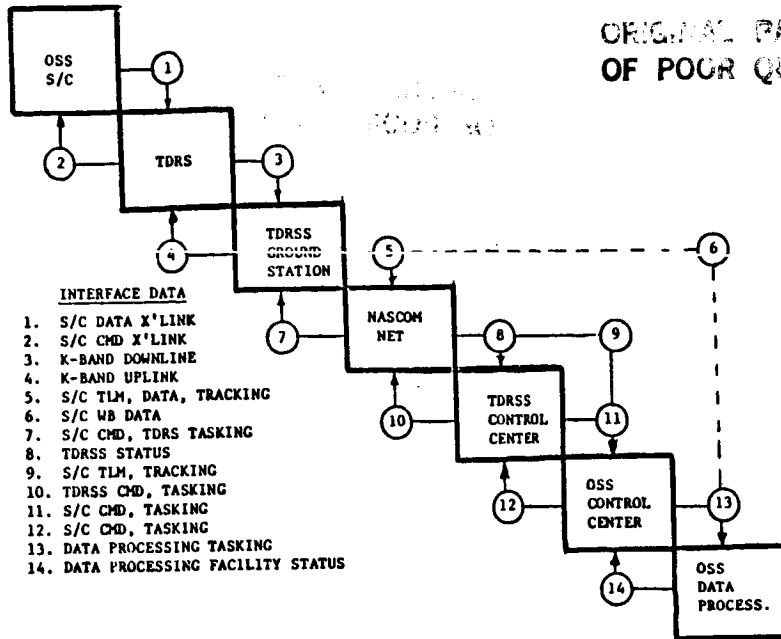 OF POOR
OSS
S/C
1
2
TDRS
3
4
TDRSS
GROUND
STATION
5
6
7
NASCOM
NET
8
9
10
TDRSS
CONTROL
CENTER
11
12
OSS
CONTROL
CENTER
13
14
OSS
DATA
PROCESS.
INTERFACE DATA
1. S/C DATA X'LINK
2. S/C CMD X'LINK
3. K-BAND DOWNLINE
4. K-BAND UPLINK
5. S/C TLM, DATA, TRACKING
6. S/C WB DATA
7. S/C CMD, TDRS TASKING
8. TDRSS STATUS
9. S/C TLM, TRACKING
10. TDRSS CMD, TASKING
11. S/C CMD, TASKING
12. S/C CMD, TASKING
13. DATA PROCESSING TASKING
14. DATA PROCESSING FACILITY STATUS